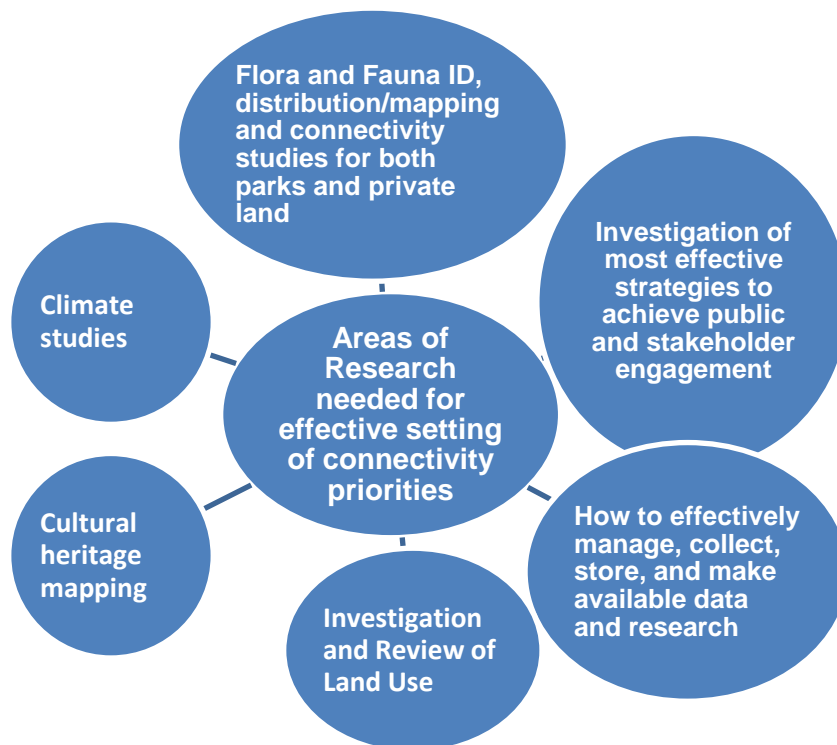 Flora and Fauna ID,
distribution/mapping
and connectivity
studies for both
parks and private
land
Investigation of
most effective
strategies to
achieve public
and stakeholder
engagement
Climate
studies
Areas of
Research
needed for
effective setting
of connectivity
priorities
Cultural
heritage
mapping
How to effectively
manage, collect,
store, and make
available data
and research
Investigation
and Review of
Land Use